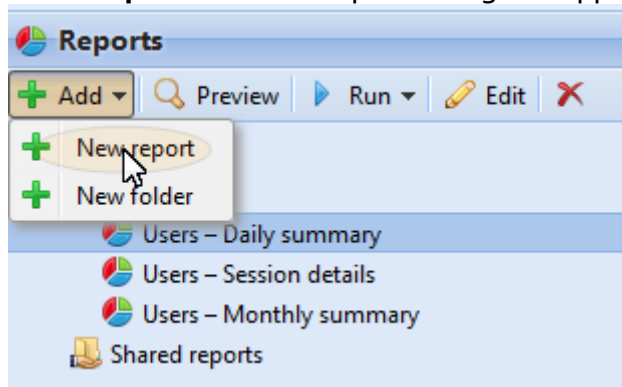 Reports
Add Preview Run Edit
New report
New folder
Users – Daily summary
Users – Session details
Users – Monthly summary
Shared reports